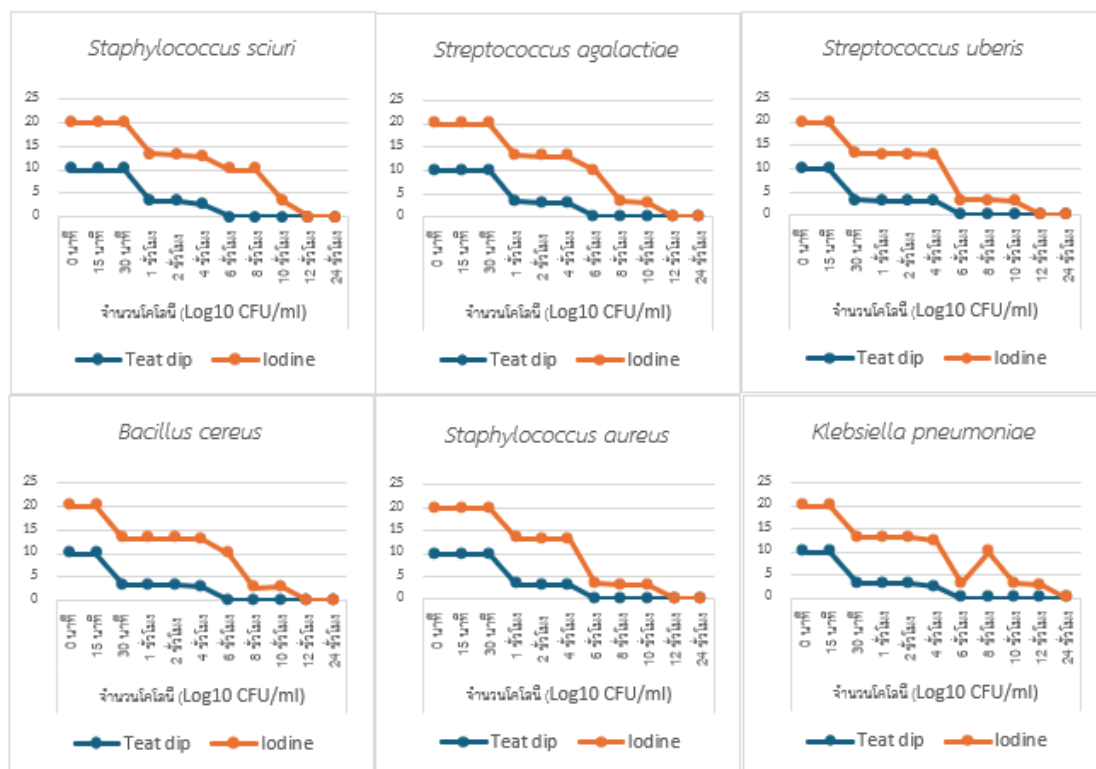 Staphylococcus sciuri
25
20
15
10
5
0
0 นาที
15 นาที
30 นาที
1 ชั่วโมง
2 ชั่วโมง
4 ชั่วโมง
6 ชั่วโมง
8 ชั่วโมง
10 ชั่วโมง
12 ชั่วโมง
24 ชั่วโมง
จำนวนโคโลนี (Log10 CFU/ml)
Teat dip Iodine
Streptococcus agalactiae
25
20
15
10
5
0
0 นาที
15 นาที
30 นาที
1 ชั่วโมง
2 ชั่วโมง
4 ชั่วโมง
6 ชั่วโมง
8 ชั่วโมง
10 ชั่วโมง
12 ชั่วโมง
24 ชั่วโมง
จำนวนโคโลนี (Log10 CFU/ml)
Teat dip Iodine
Streptococcus uberis
25
20
15
10
5
0
0 นาที
15 นาที
30 นาที
1 ชั่วโมง
2 ชั่วโมง
4 ชั่วโมง
6 ชั่วโมง
8 ชั่วโมง
10 ชั่วโมง
12 ชั่วโมง
24 ชั่วโมง
จำนวนโคโลนี (Log10 CFU/ml)
Teat dip Iodine
Bacillus cereus
25
20
15
10
5
0
0 นาที
15 นาที
30 นาที
1 ชั่วโมง
2 ชั่วโมง
4 ชั่วโมง
6 ชั่วโมง
8 ชั่วโมง
10 ชั่วโมง
12 ชั่วโมง
24 ชั่วโมง
จำนวนโคโลนี (Log10 CFU/ml)
Teat dip Iodine
Staphylococcus aureus
25
20
15
10
5
0
0 นาที
15 นาที
30 นาที
1 ชั่วโมง
2 ชั่วโมง
4 ชั่วโมง
6 ชั่วโมง
8 ชั่วโมง
10 ชั่วโมง
12 ชั่วโมง
24 ชั่วโมง
จำนวนโคโลนี (Log10 CFU/ml)
Teat dip Iodine
Klebsiella pneumoniae
25
20
15
10
5
0
0 นาที
15 นาที
30 นาที
1 ชั่วโมง
2 ชั่วโมง
4 ชั่วโมง
6 ชั่วโมง
8 ชั่วโมง
10 ชั่วโมง
12 ชั่วโมง
24 ชั่วโมง
จำนวนโคโลนี (Log10 CFU/ml)
Teat dip Iodine